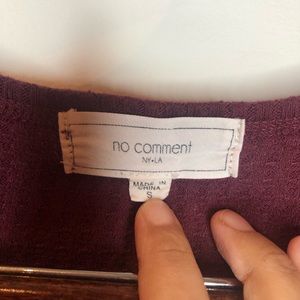 no comment
NY+LA
MADE IN
CHINA
S